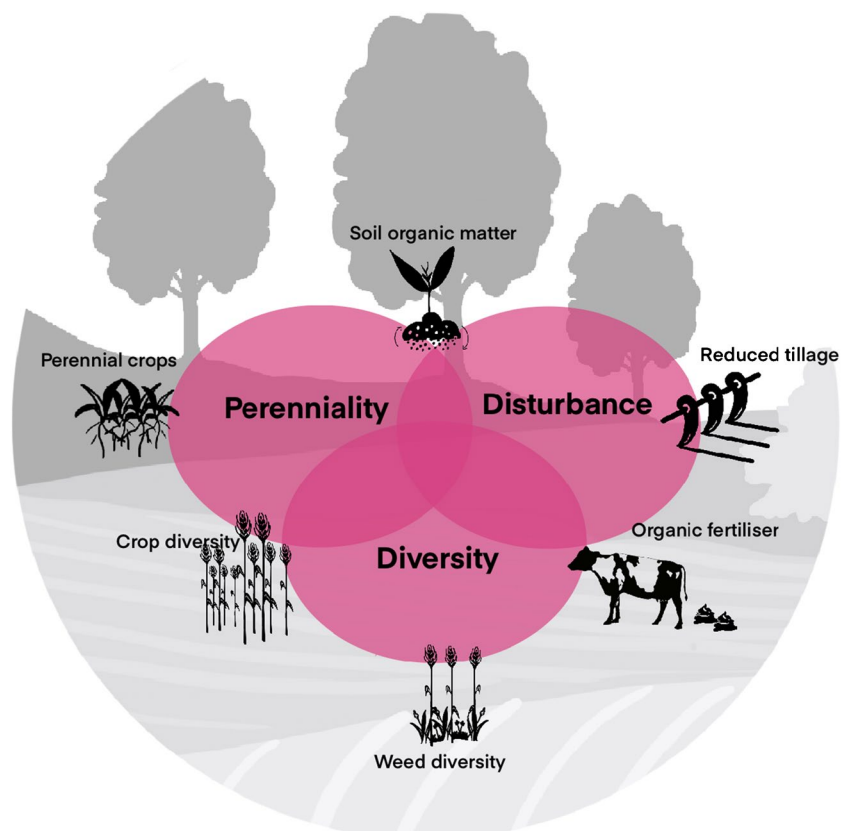 Soil organic matter
Perennial crops
Reduced tillage
Perenniality
Disturbance
Crop diversity
Organic fertiliser
Diversity
Weed diversity